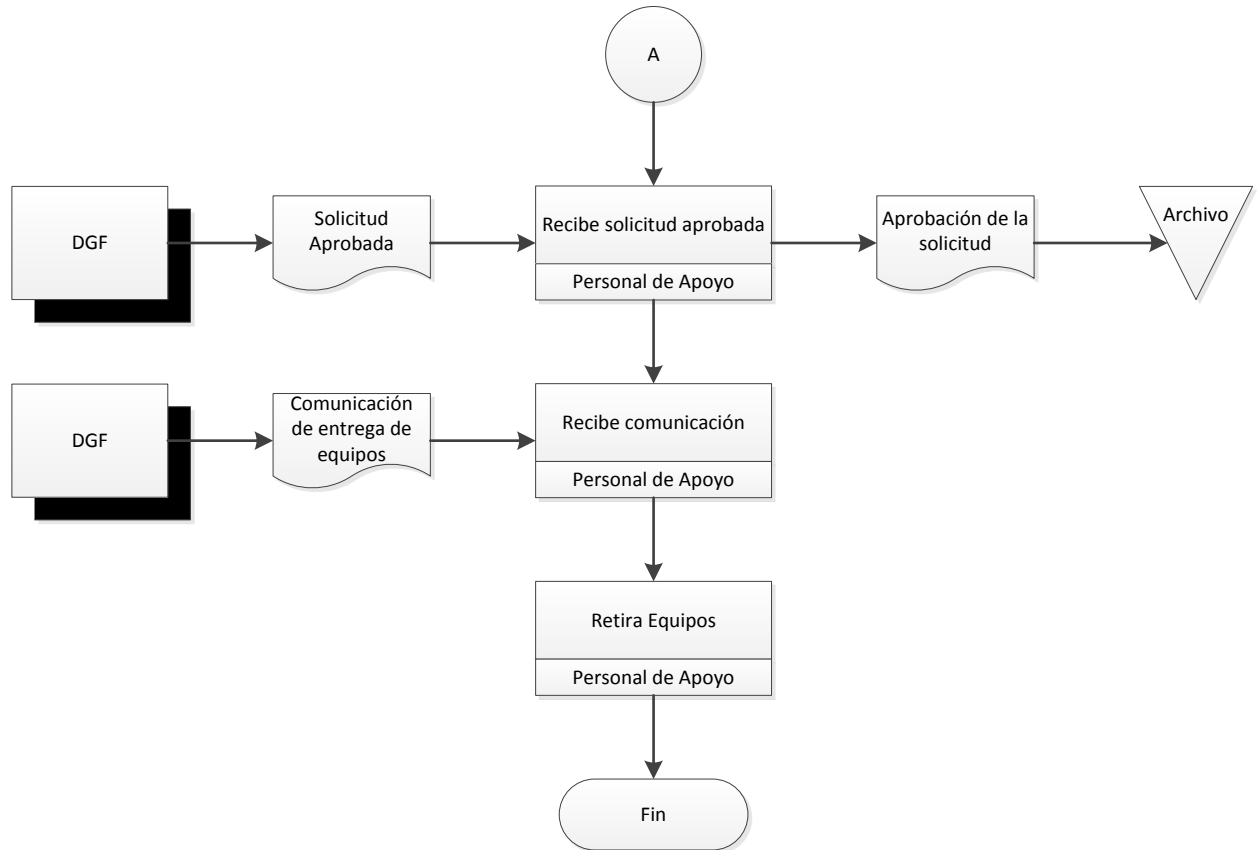 A
DGF
Solicitud
Aprobada
Recibe solicitud aprobada
Personal de Apoyo
Aprobación de la
solicitud
Archivo
DGF
Comunicación
de entrega de
equipos
Recibe comunicación
Personal de Apoyo
Retira Equipos
Personal de Apoyo
Fin